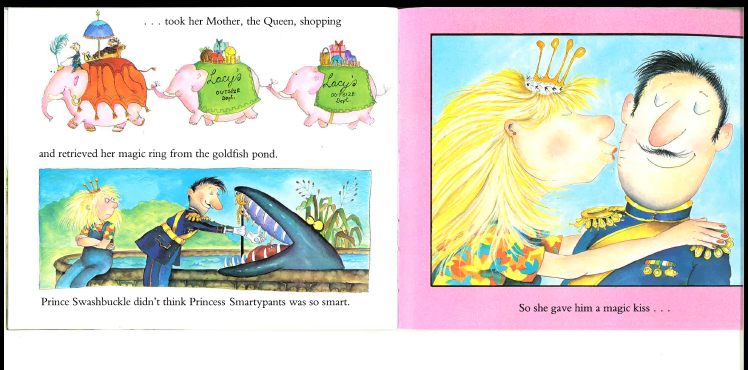 . . . took her Mother, the Queen, shopping
Lacy's
OUTSIZE
Dept.
Lacy's
OUTSIZE
Dept.
and retrieved her magic ring from the goldfish pond.
Prince Swashbuckle didn't think Princess Smartypants was so smart.
So she gave him a magic kiss . . .